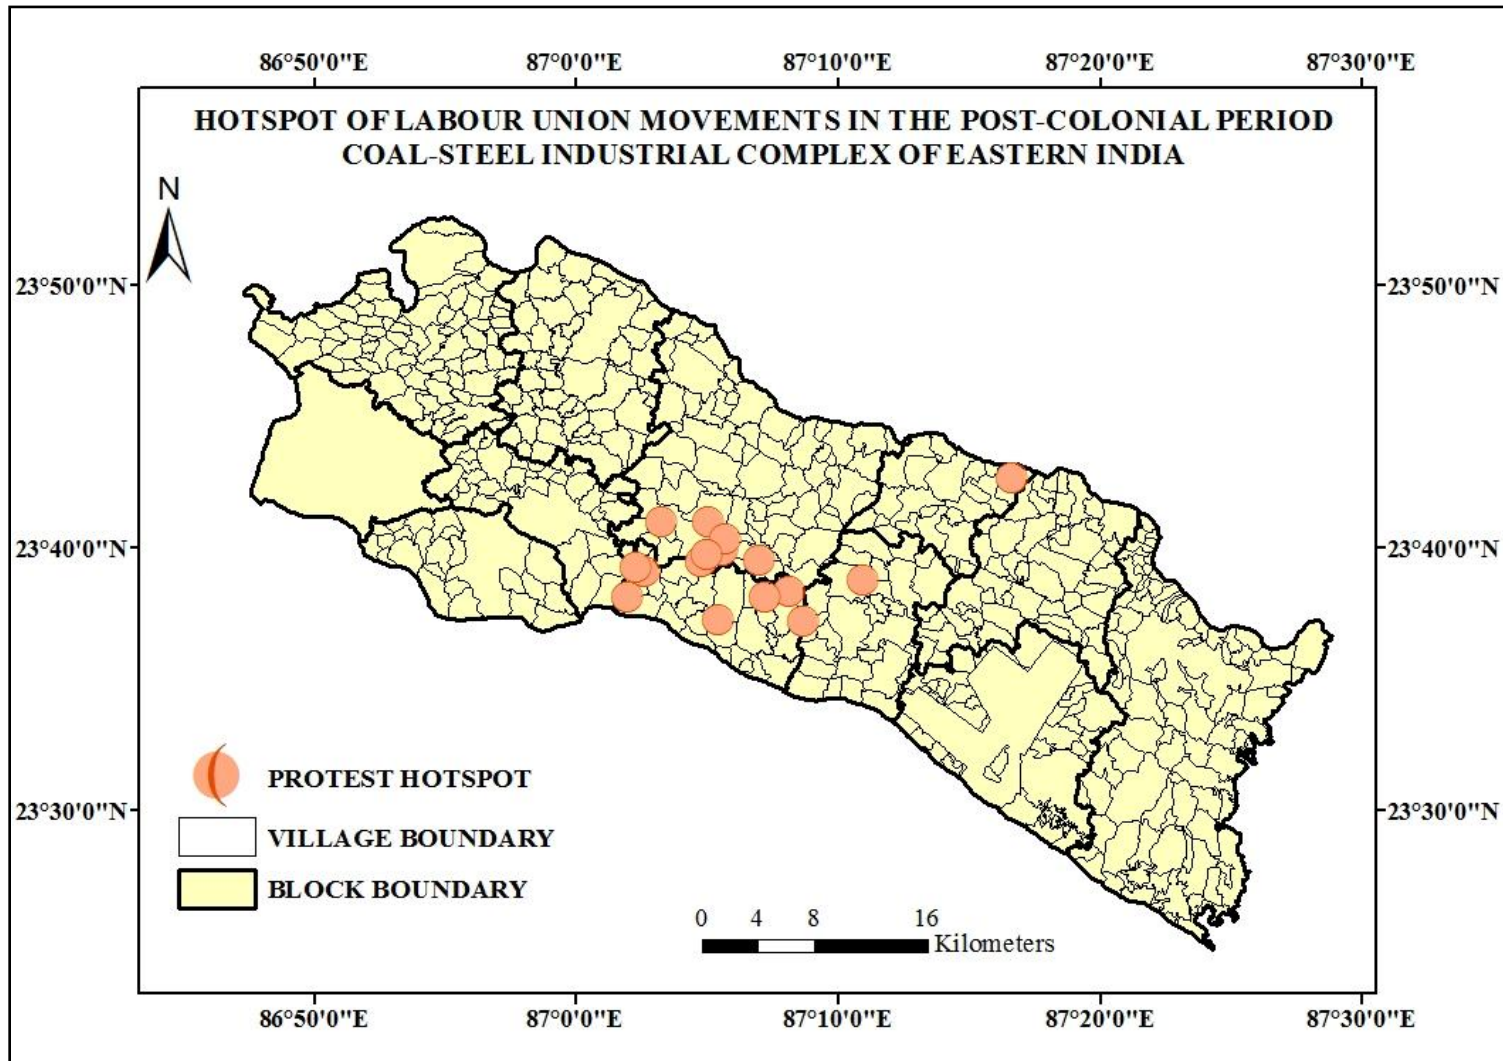 86°50'0"E 87°0'0"E 87°10'0"E 87°20'0"E 87°30'0"E
HOTSPOT OF LABOUR UNION MOVEMENTS IN THE POST-COLONIAL PERIOD
COAL-STEEL INDUSTRIAL COMPLEX OF EASTERN INDIA
N
23°50'0"N 23°50'0"N
23°40'0"N 23°40'0"N
PROTEST HOTSPOT
23°30'0"N 23°30'0"N
VILLAGE BOUNDARY
BLOCK BOUNDARY
0 4 8 16
Kilometers
86°50'0"E 87°0'0"E 87°10'0"E 87°20'0"E 87°30'0"E